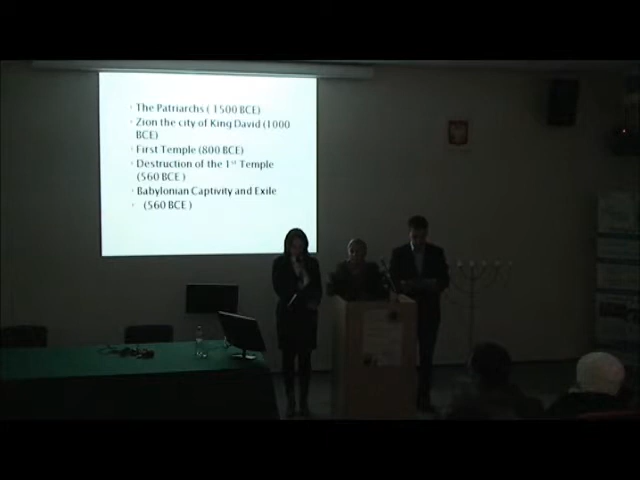 • The Patriarchs ( 1500 BCE)
• Zion the city of King David (1000
BCE)
• First Temple (800 BCE)
• Destruction of the 1st Temple
(560 BCE )
• Babylonian Captivity and Exile
• (560 BCE )